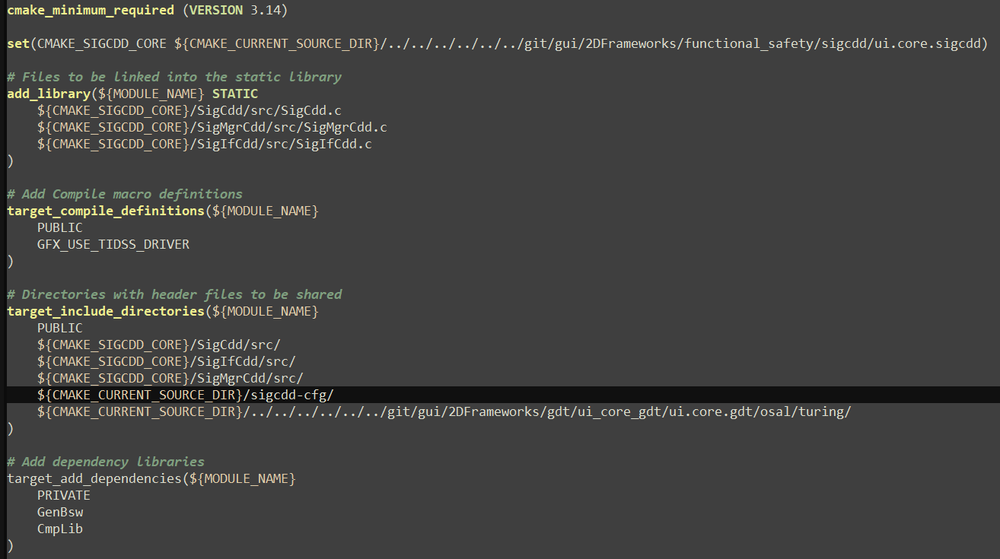 cmake_minimum_required (VERSION 3.14)
set(CMAKE_SIGCDD_CORE ${CMAKE_CURRENT_SOURCE_DIR}/../../../../../../git/gui/2DFrameworks/functional_safety/sigcdd/ui.core.sigcdd)
# Files to be linked into the static library
add_library(${MODULE_NAME} STATIC
    ${CMAKE_SIGCDD_CORE}/SigCdd/src/SigCdd.c
    ${CMAKE_SIGCDD_CORE}/SigMgrCdd/src/SigMgrCdd.c
    ${CMAKE_SIGCDD_CORE}/SigIfCdd/src/SigIfCdd.c
)
# Add Compile macro definitions
target_compile_definitions(${MODULE_NAME}
    PUBLIC
    GFX_USE_TIDSS_DRIVER
)
# Directories with header files to be shared
target_include_directories(${MODULE_NAME}
    PUBLIC
    ${CMAKE_SIGCDD_CORE}/SigCdd/src/
    ${CMAKE_SIGCDD_CORE}/SigIfCdd/src/
    ${CMAKE_SIGCDD_CORE}/SigMgrCdd/src/
    ${CMAKE_CURRENT_SOURCE_DIR}/sigcdd-cfg/
    ${CMAKE_CURRENT_SOURCE_DIR}/../../../../../../git/gui/2DFrameworks/gdt/ui_core_gdt/ui.core.gdt/osal/turing/
)
# Add dependency libraries
target_add_dependencies(${MODULE_NAME}
    PRIVATE
    GenBsw
    CmpLib
)